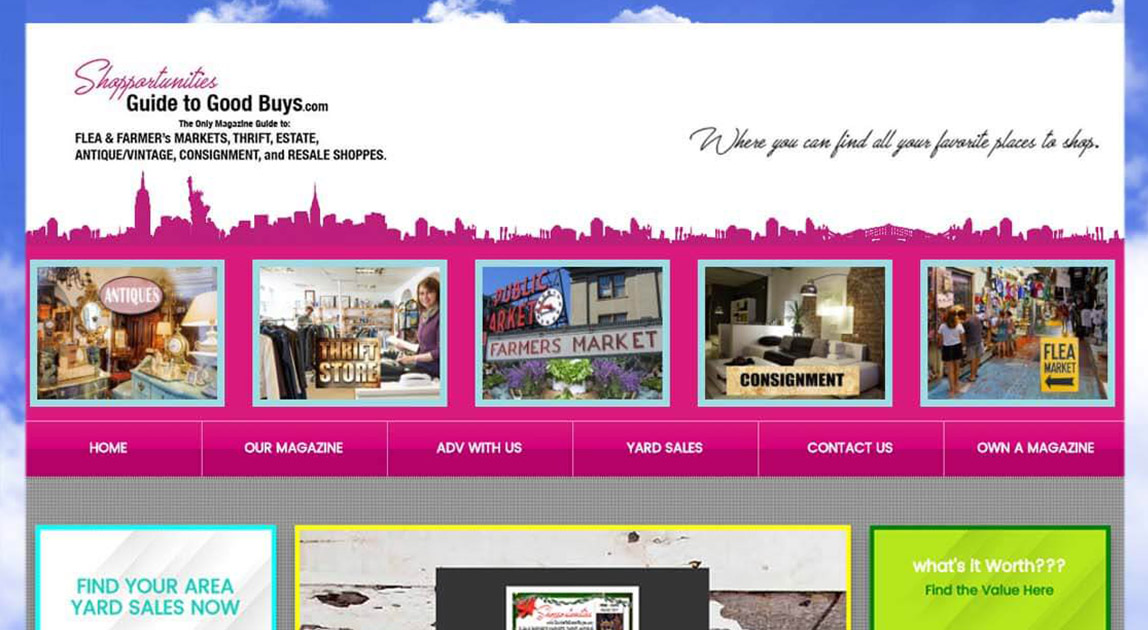 Shopportunities
Guide to Good Buys.com
The Only Magazine Guide to:
FLEA & FARMER's MARKETS, THRIFT, ESTATE,
ANTIQUE/VINTAGE, CONSIGNMENT, and RESALE SHOPPES.
Where you can find all your favorite places to shop.
ANTIQUES
THRIFT
STORE
PUBLIC
ARKET
FARMERS MARKET
CONSIGNMENT
FLEA
MARKET
HOME
OUR MAGAZINE
ADV WITH US
YARD SALES
CONTACT US
OWN A MAGAZINE
FIND YOUR AREA
YARD SALES NOW
what's it Worth???
Find the Value Here
Shopportunities